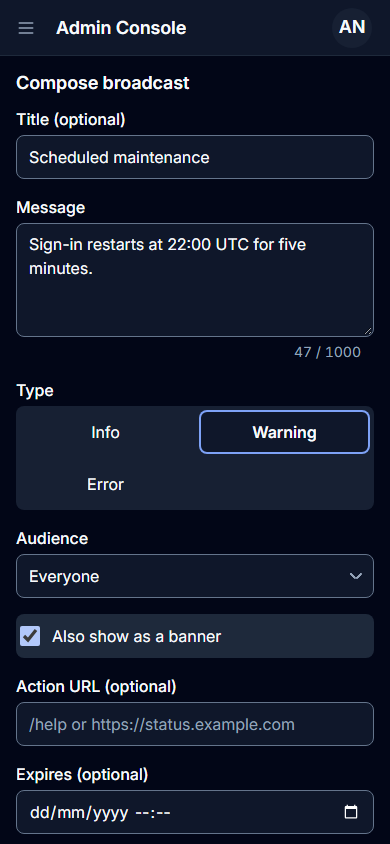 Admin Console
AN
Compose broadcast
Title (optional)
Scheduled maintenance
Message
Sign-in restarts at 22:00 UTC for five
minutes.
47 / 1000
Type
Info
Warning
Error
Audience
Everyone
Also show as a banner
Action URL (optional)
/help or https://status.example.com
Expires (optional)
dd/mm/yyyy --:--